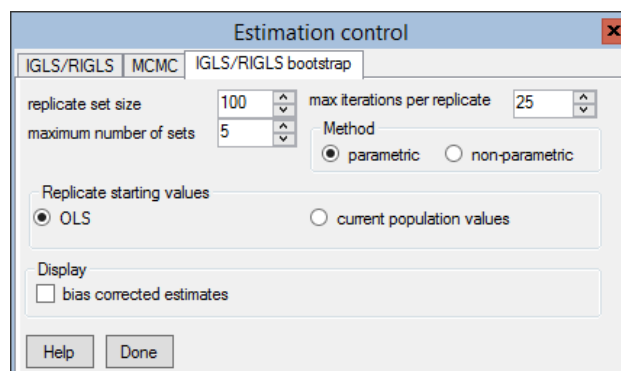 Estimation control
IGLS/RIGLS MCMC IGLS/RIGLS bootstrap
replicate set size 100 max iterations per replicate 25
maximum number of sets 5
Method
parametric non-parametric
Replicate starting values
OLS current population values
Display
bias corrected estimates
Help Done